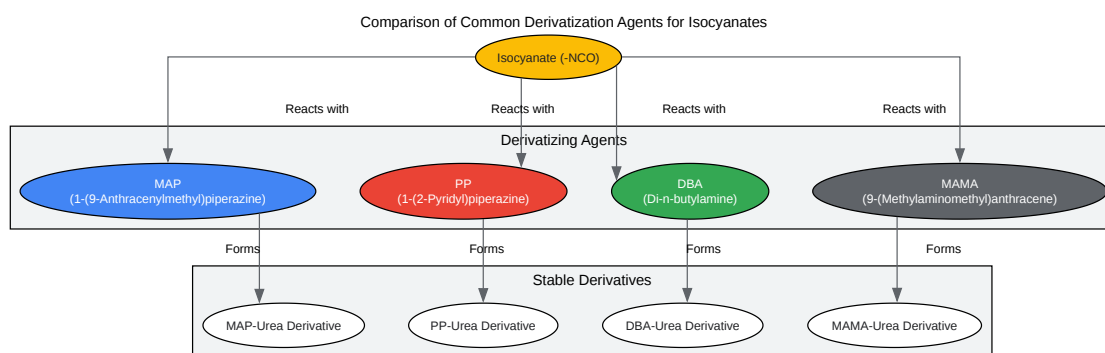 Comparison of Common Derivatization Agents for Isocyanates
Isocyanate (-NCO)
Reacts with
Reacts with
Reacts with
Reacts with
Derivatizing Agents
MAP
(1-(9-Anthracenylmethyl)piperazine)
PP
(1-(2-Pyridyl)piperazine)
DBA
(Di-n-butylamine)
MAMA
(9-(Methylaminomethyl)anthracene)
Forms
Forms
Forms
Forms
Stable Derivatives
MAP-Urea Derivative
PP-Urea Derivative
DBA-Urea Derivative
MAMA-Urea Derivative